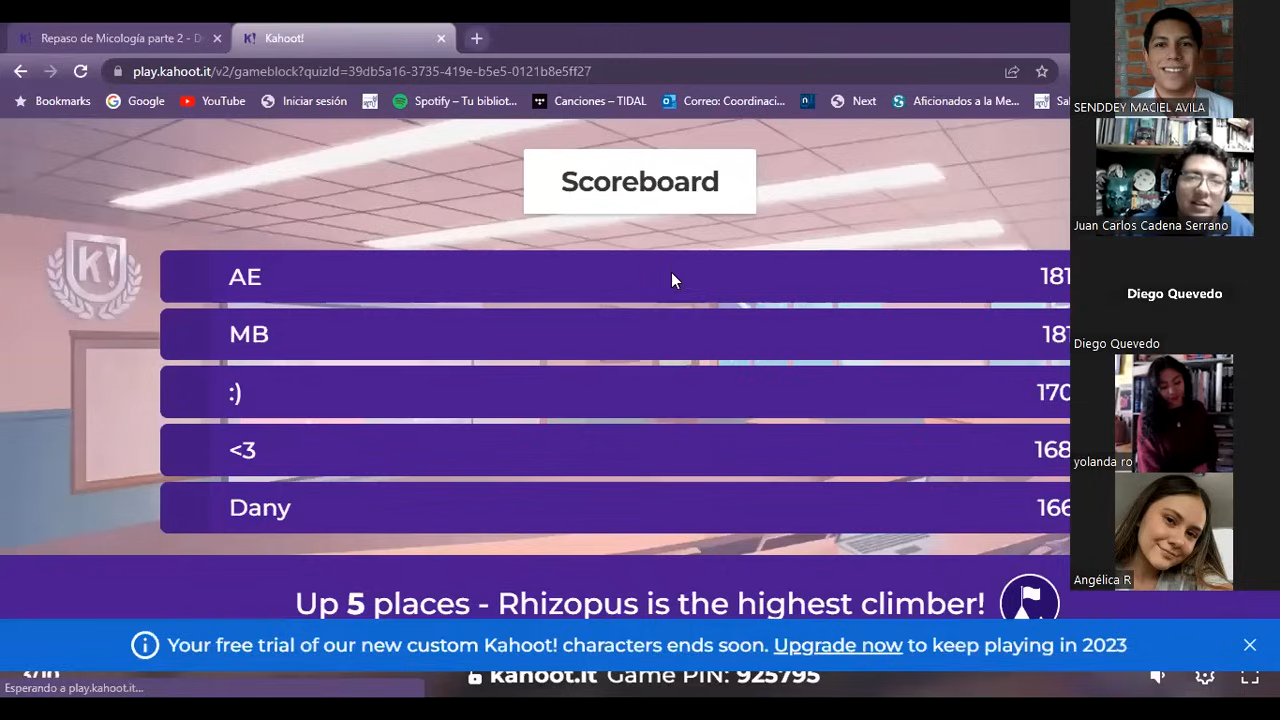 Repaso de Micología parte 2 - D
Kahoot!
play.kahoot.it/v2/gameblock?quizId=39db5a16-3735-419e-b5e5-0121b8e5ff27
Bookmarks Google YouTube Iniciar sesión Spotify – Tu bibliot... Canciones – TIDAL Correo: Coordinaci... Next Aficionados a la Me... Sal
Scoreboard
K!
AE 181
MB 181
:) 170
<3 168
Dany 166
Up 5 places - Rhizopus is the highest climber!
Your free trial of our new custom Kahoot! characters ends soon. Upgrade now to keep playing in 2023
3/10
kahoot.it Game PIN: 925795
Esperando a play.kahoot.it...
SENDDEY MACIEL AVILA
Juan Carlos Cadena Serrano
Diego Quevedo
Diego Quevedo
yolanda ro
Angélica R